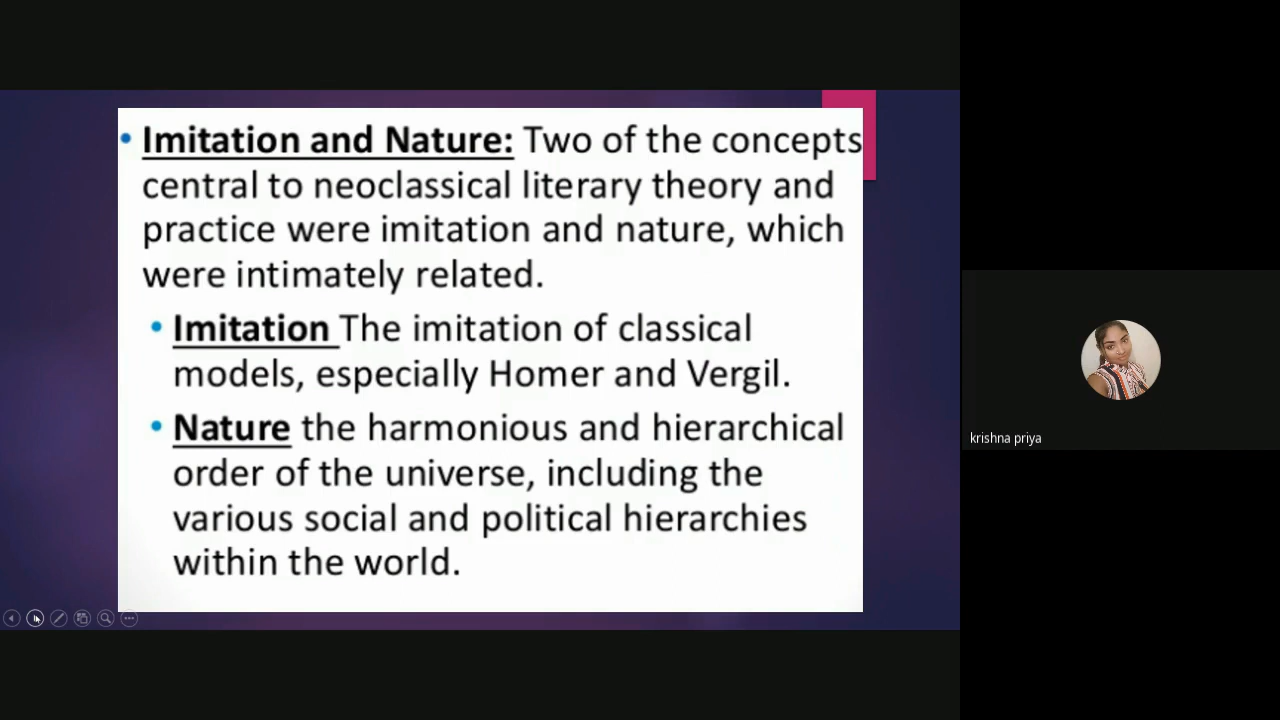 • Imitation and Nature: Two of the concepts
central to neoclassical literary theory and
practice were imitation and nature, which
were intimately related.
• Imitation The imitation of classical
models, especially Homer and Vergil.
• Nature the harmonious and hierarchical
order of the universe, including the
various social and political hierarchies
within the world.
krishna priya